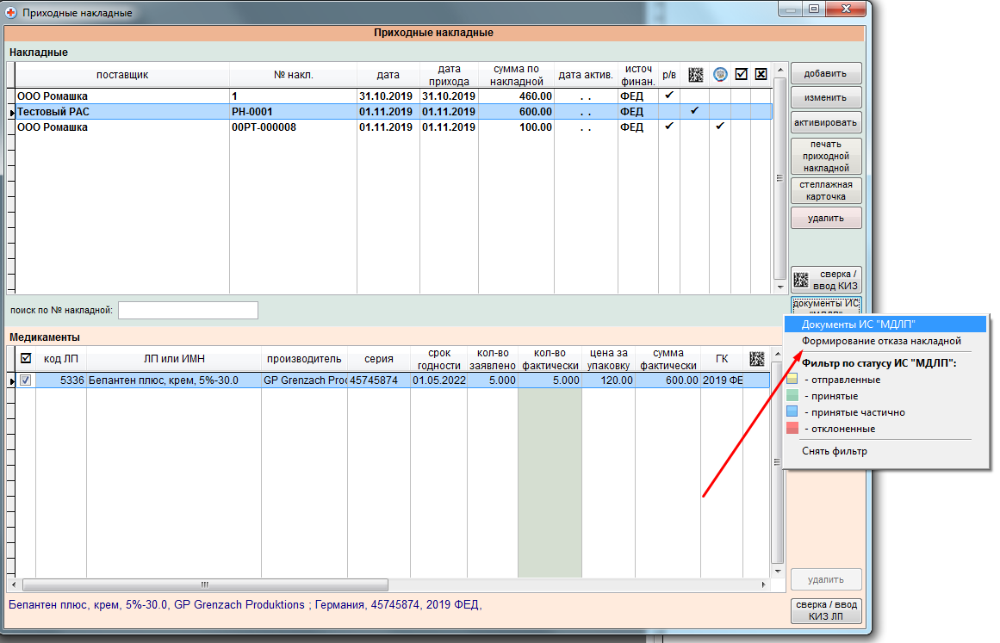 Приходные накладные
Приходные накладные
Накладные
поставщик № накл. дата дата прихода сумма по накладной дата актив. источ финан. р/в
ООО Ромашка 1 31.10.2019 31.10.2019 460.00 . . ФЕД ✔
Тестовый РАС РН-0001 01.11.2019 01.11.2019 600.00 . . ФЕД ✔
ООО Ромашка 00РТ-000008 01.11.2019 01.11.2019 100.00 . . ФЕД ✔ ✔
добавить
изменить
активировать
печать
приходной
накладной
стеллажная
карточка
удалить
сверка /
ввод КИЗ
документы ИС
поиск по № накладной:
Документы ИС "МДЛП"
Формирование отказа накладной
Фильтр по статусу ИС "МДЛП":
- отправленные
- принятые
- принятые частично
- отклоненные
Снять фильтр
Медикаменты
код ЛП ЛП или ИМН производитель серия срок годности кол-во заявлено кол-во фактически цена за упаковку сумма фактически ГК
5336 Бепантен плюс, крем, 5%-30.0 GP Grenzach Proc 45745874 01.05.2022 5.000 5.000 120.00 600.00 2019 ФЕ
удалить
сверка / ввод
КИЗ ЛП
Бепантен плюс, крем, 5%-30.0, GP Grenzach Produktions ; Германия, 45745874, 2019 ФЕД,